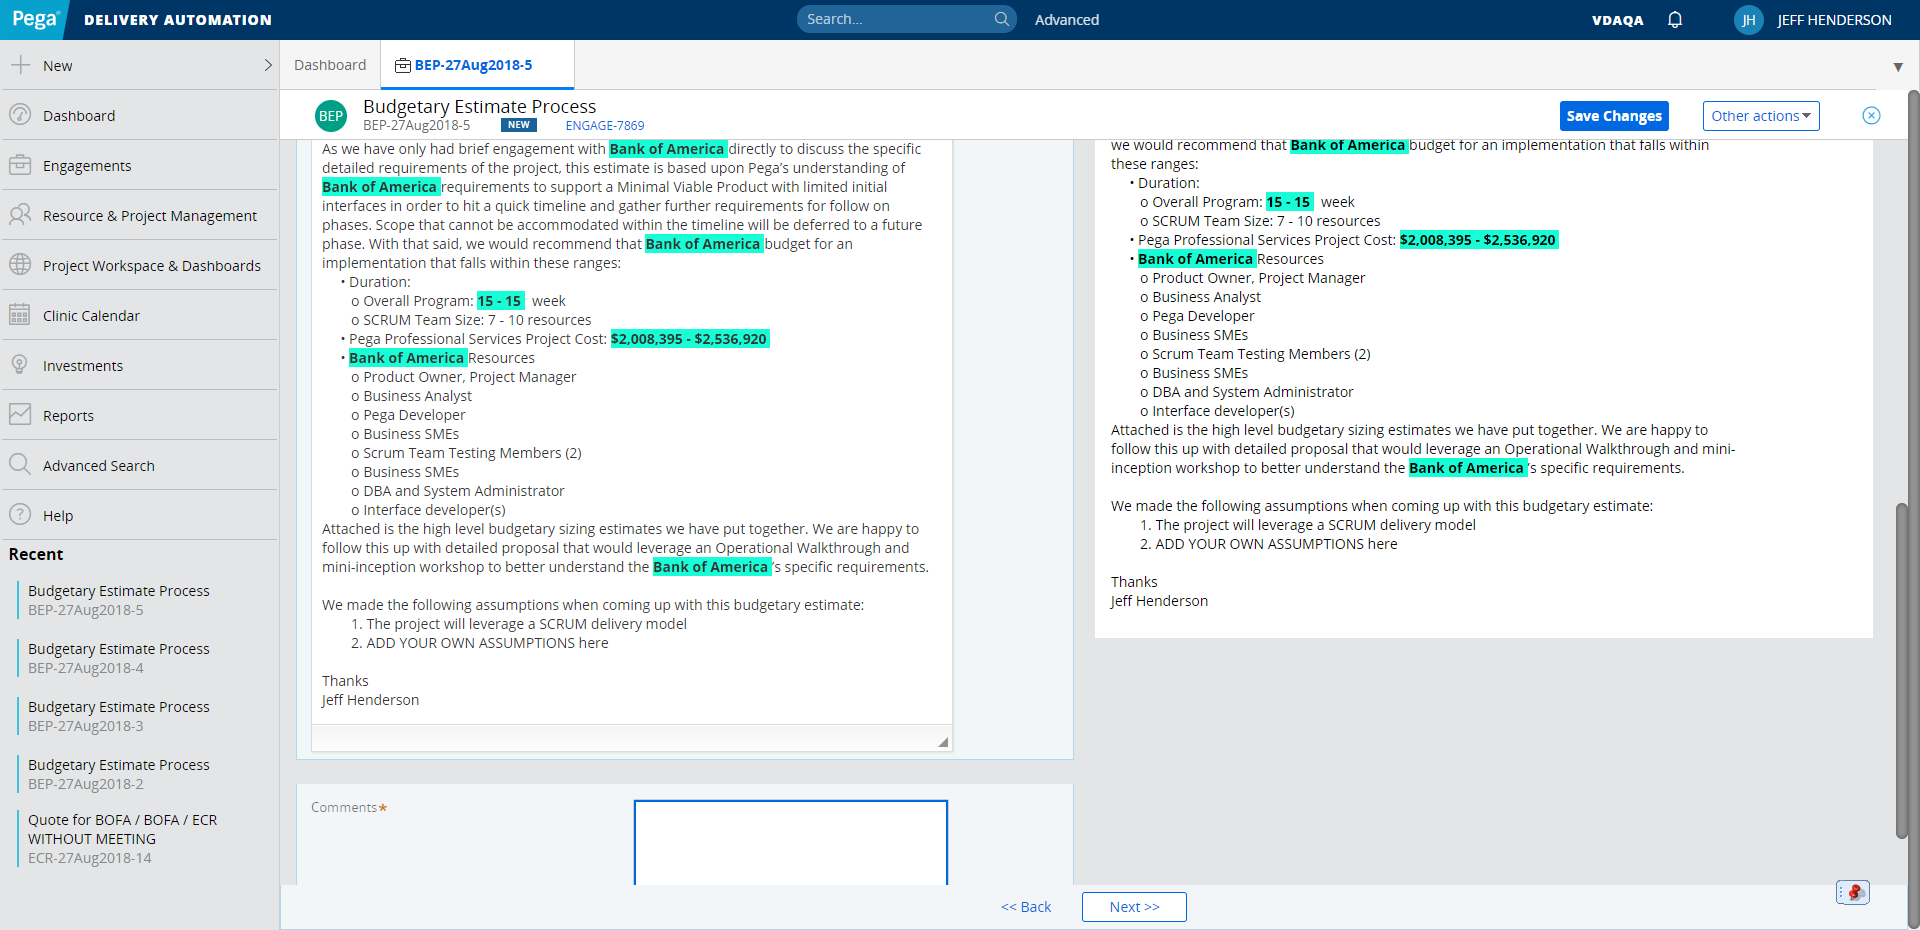 Pega®
DELIVERY AUTOMATION
Search...
Advanced
VDAQA
JH
JEFF HENDERSON
New
Dashboard
Engagements
Resource & Project Management
Project Workspace & Dashboards
Clinic Calendar
Investments
Reports
Advanced Search
Help
Recent
Budgetary Estimate Process
BEP-27Aug2018-5
Budgetary Estimate Process
BEP-27Aug2018-4
Budgetary Estimate Process
BEP-27Aug2018-3
Budgetary Estimate Process
BEP-27Aug2018-2
Quote for BOFA / BOFA / ECR
WITHOUT MEETING
ECR-27Aug2018-14
Dashboard
BEP-27Aug2018-5
BEP
Budgetary Estimate Process
BEP-27Aug2018-5
NEW
ENGAGE-7869
Save Changes
Other actions
As we have only had brief engagement with Bank of America directly to discuss the specific
detailed requirements of the project, this estimate is based upon Pega's understanding of
Bank of America requirements to support a Minimal Viable Product with limited initial
interfaces in order to hit a quick timeline and gather further requirements for follow on
phases. Scope that cannot be accommodated within the timeline will be deferred to a future
phase. With that said, we would recommend that Bank of America budget for an
implementation that falls within these ranges:
• Duration:
o Overall Program: 15 - 15 week
o SCRUM Team Size: 7 - 10 resources
• Pega Professional Services Project Cost: $2,008,395 - $2,536,920
• Bank of America Resources
o Product Owner, Project Manager
o Business Analyst
o Pega Developer
o Business SMEs
o Scrum Team Testing Members (2)
o Business SMEs
o DBA and System Administrator
o Interface developer(s)
Attached is the high level budgetary sizing estimates we have put together. We are happy to
follow this up with detailed proposal that would leverage an Operational Walkthrough and
mini-inception workshop to better understand the Bank of America 's specific requirements.
We made the following assumptions when coming up with this budgetary estimate:
1. The project will leverage a SCRUM delivery model
2. ADD YOUR OWN ASSUMPTIONS here
Thanks
Jeff Henderson
Comments*
we would recommend that Bank of America budget for an implementation that falls within
these ranges:
• Duration:
o Overall Program: 15 - 15 week
o SCRUM Team Size: 7 - 10 resources
• Pega Professional Services Project Cost: $2,008,395 - $2,536,920
• Bank of America Resources
o Product Owner, Project Manager
o Business Analyst
o Pega Developer
o Business SMEs
o Scrum Team Testing Members (2)
o Business SMEs
o DBA and System Administrator
o Interface developer(s)
Attached is the high level budgetary sizing estimates we have put together. We are happy to
follow this up with detailed proposal that would leverage an Operational Walkthrough and mini-
inception workshop to better understand the Bank of America 's specific requirements.
We made the following assumptions when coming up with this budgetary estimate:
1. The project will leverage a SCRUM delivery model
2. ADD YOUR OWN ASSUMPTIONS here
Thanks
Jeff Henderson
<< Back
Next >>